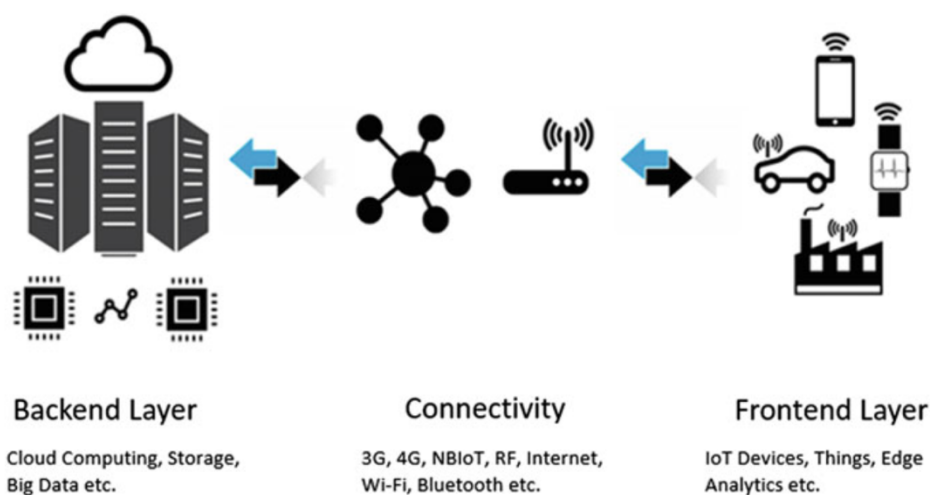 Backend Layer
Cloud Computing, Storage,
Big Data etc.
Connectivity
3G, 4G, NBIoT, RF, Internet,
Wi-Fi, Bluetooth etc.
Frontend Layer
IoT Devices, Things, Edge
Analytics etc.